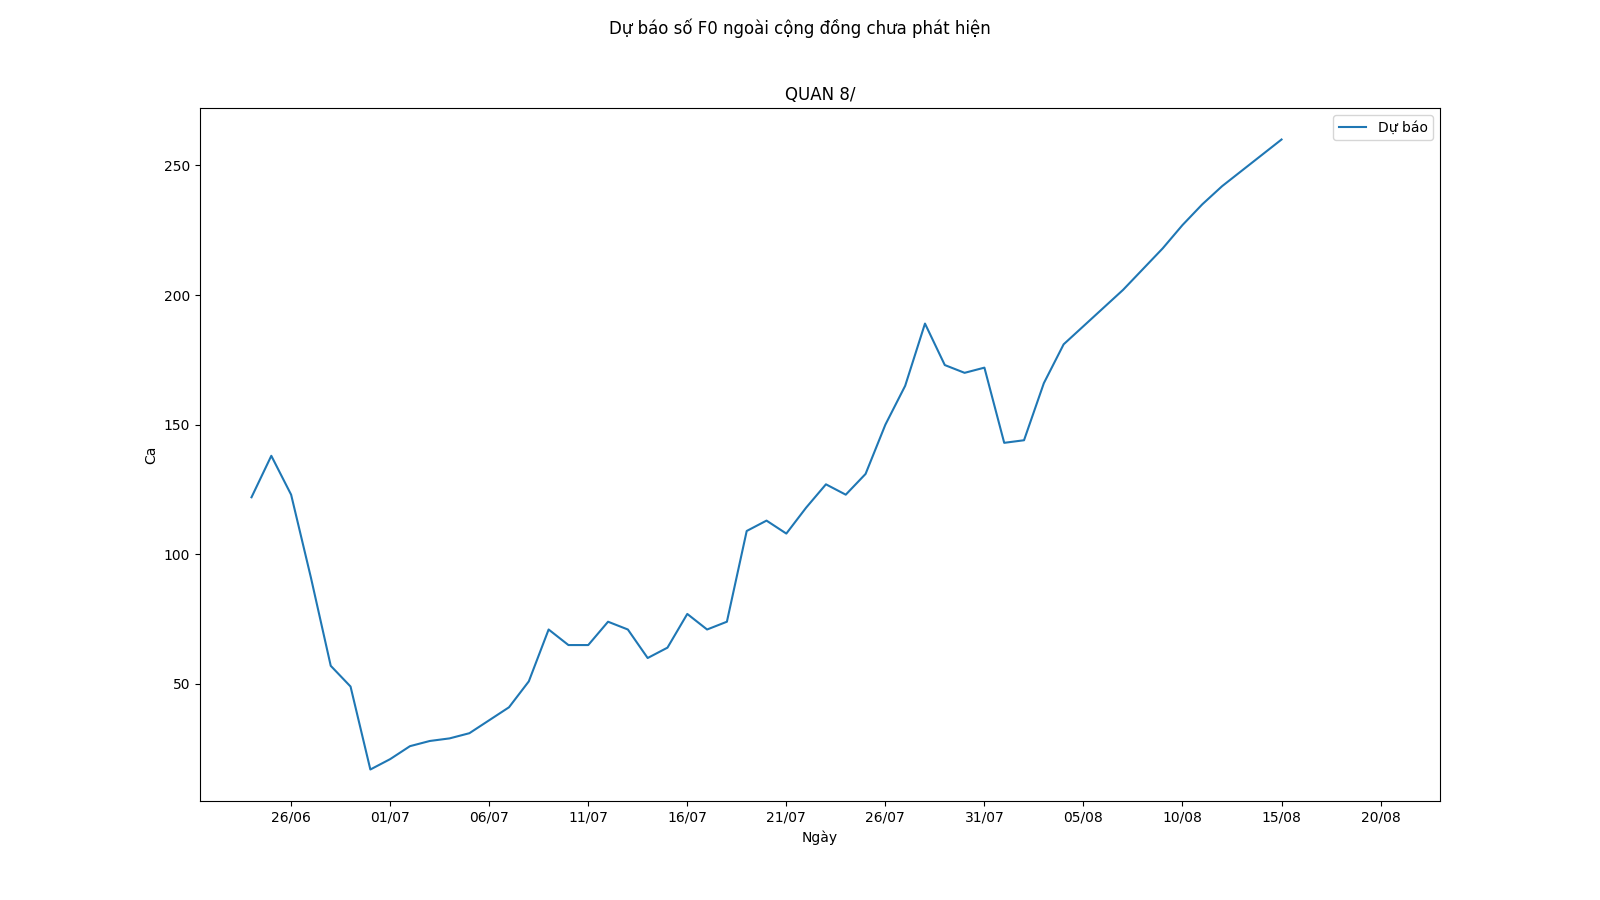 Dự báo số F0 ngoài cộng đồng chưa phát hiện
QUAN 8/
Dự báo
250
200
150
100
50
Ca
26/06 01/07 06/07 11/07 16/07 21/07 26/07 31/07 05/08 10/08 15/08 20/08
Ngày